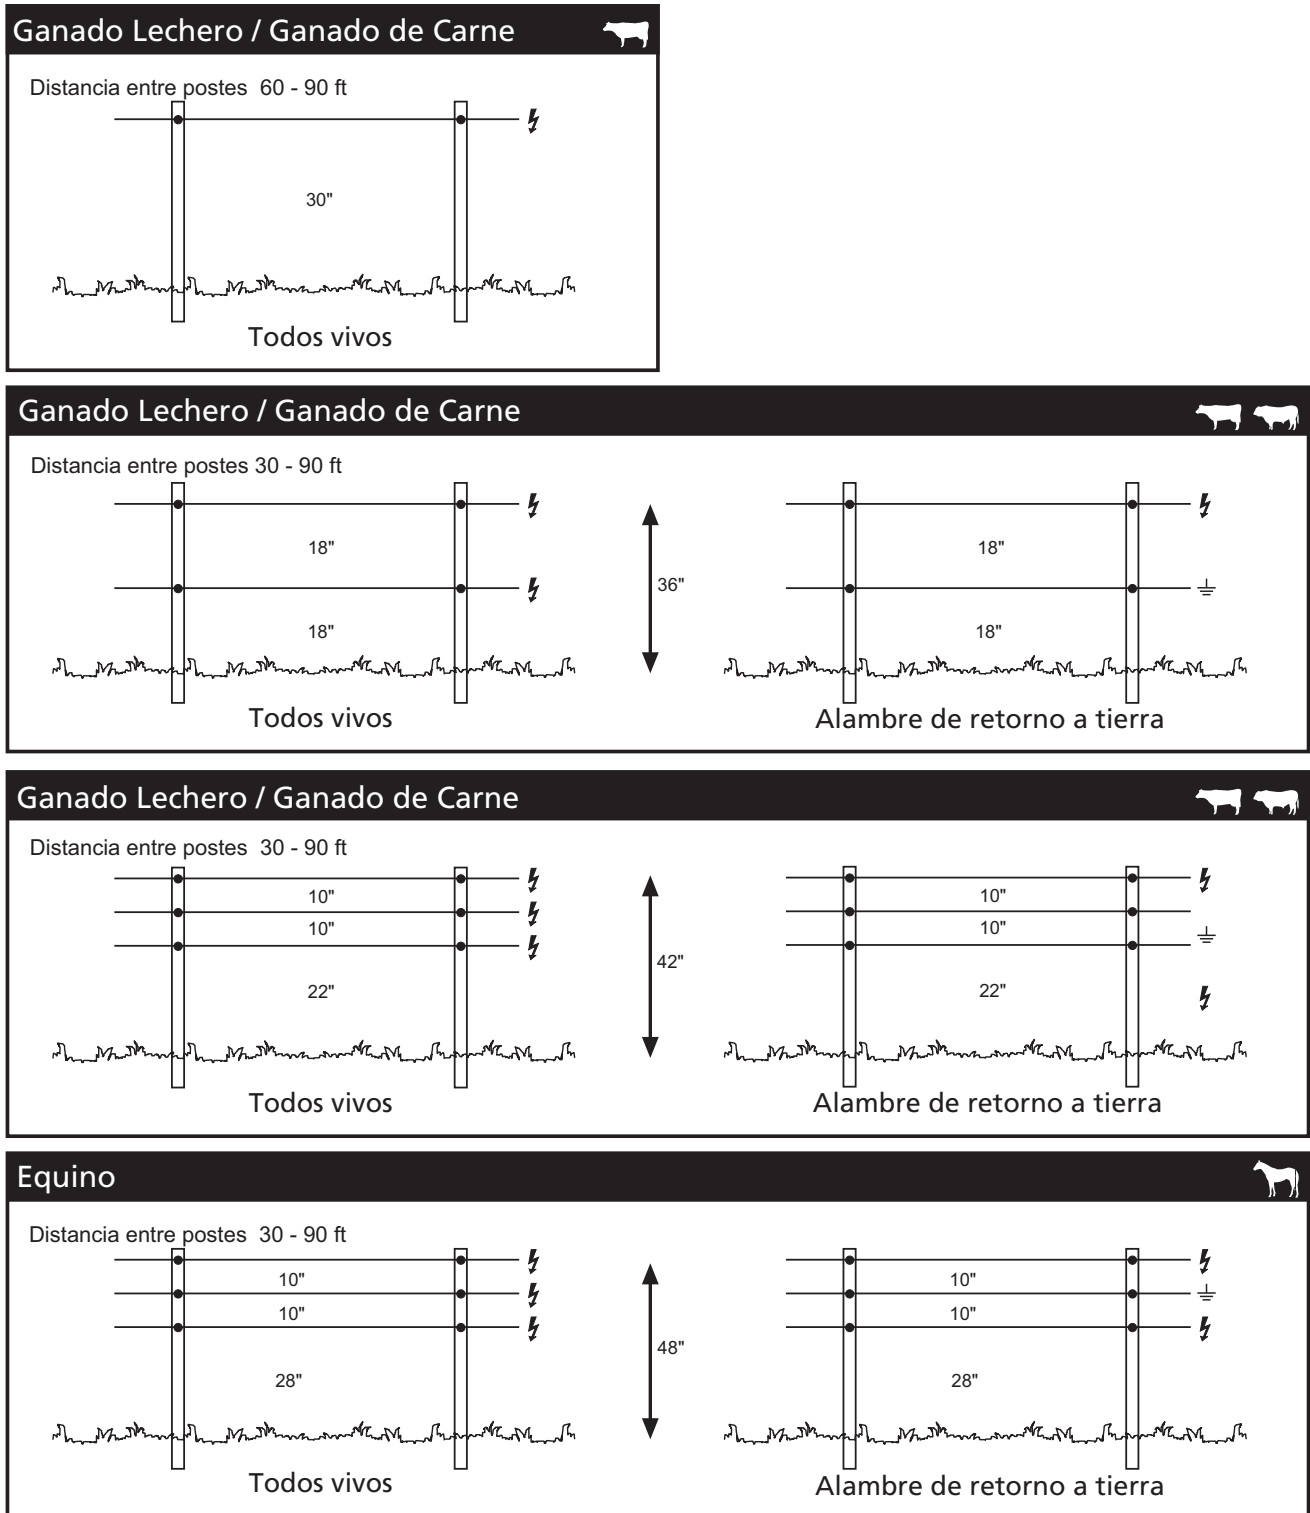 Ganado Lechero / Ganado de Carne
Distancia entre postes 60 - 90 ft
30"
Todos vivos
Ganado Lechero / Ganado de Carne
Distancia entre postes 30 - 90 ft
18"
18"
36"
18"
18"
Todos vivos
Alambre de retorno a tierra
Ganado Lechero / Ganado de Carne
Distancia entre postes 30 - 90 ft
10"
10"
22"
42"
10"
10"
22"
Todos vivos
Alambre de retorno a tierra
Equino
Distancia entre postes 30 - 90 ft
10"
10"
28"
48"
10"
10"
28"
Todos vivos
Alambre de retorno a tierra